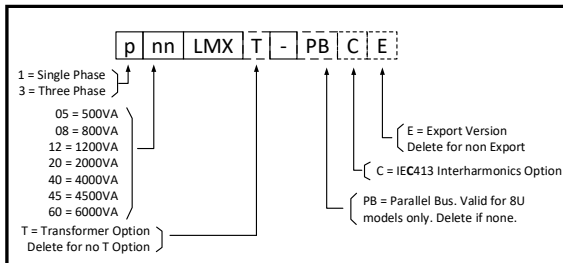 p nn LMX T - PB C E
1 = Single Phase
3 = Three Phase
05 = 500VA
08 = 800VA
12 = 1200VA
20 = 2000VA
40 = 4000VA
45 = 4500VA
60 = 6000VA
T = Transformer Option
Delete for no T Option
E = Export Version
Delete for non Export
C = IEC413 Interharmonics Option
PB = Parallel Bus. Valid for 8U
models only. Delete if none.